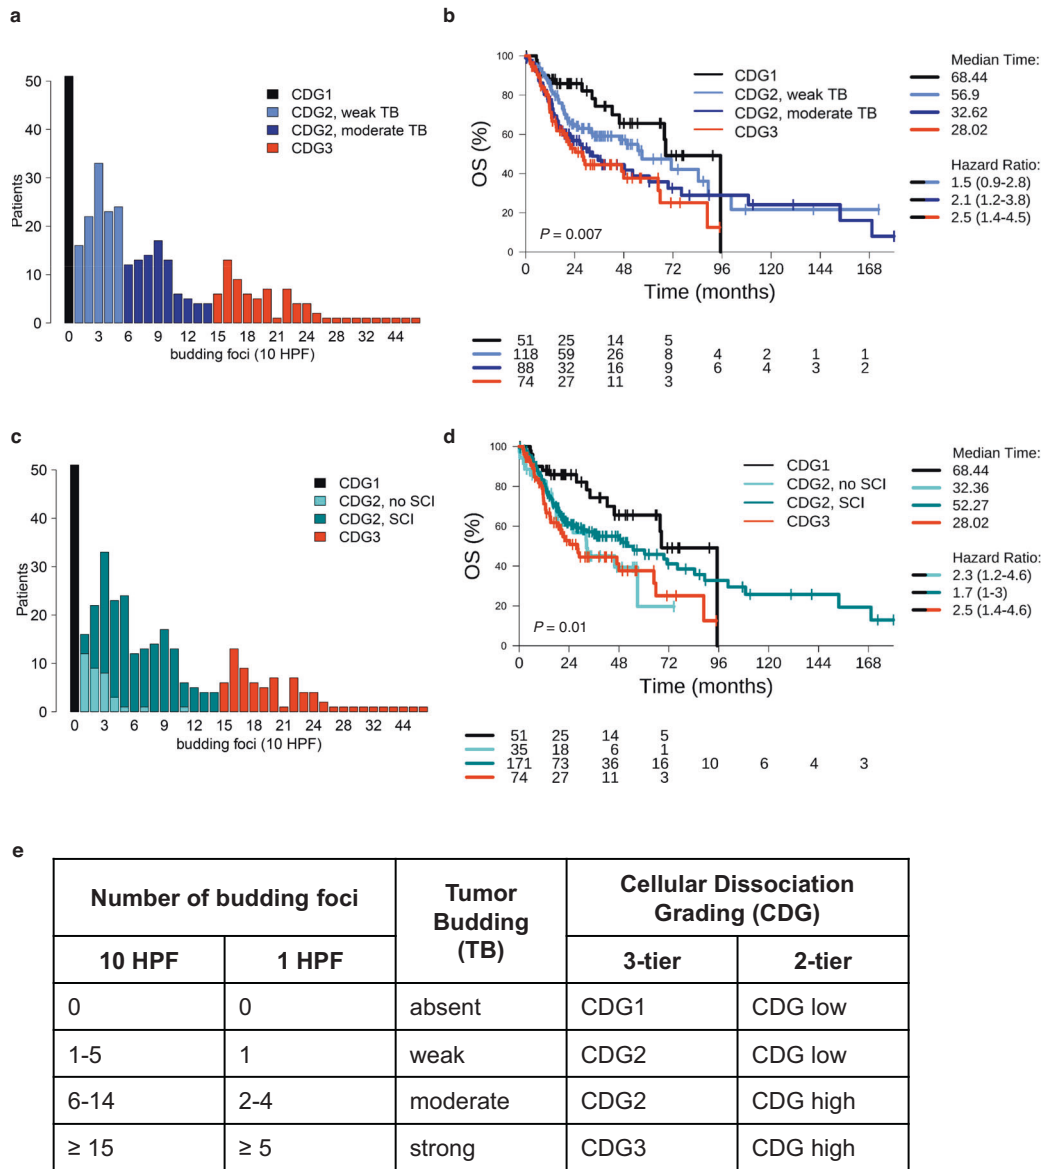 a
50
40
30
20
10
0
Patients
CDG1
CDG2, weak TB
CDG2, moderate TB
CDG3
0 3 6 9 12 15 18 21 24 28 32 36 40 44
budding foci (10 HPF)
b
100
80
60
40
20
0
OS (%)
CDG1
CDG2, weak TB
CDG2, moderate TB
CDG3
P = 0.007
0 24 48 72 96 120 144 168
Time (months)
Median Time:
68.44
56.9
32.62
28.02
Hazard Ratio:
1.5 (0.9-2.8)
2.1 (1.2-3.8)
2.5 (1.4-4.5)
51 25 14 5
118 59 26 8 4 2 1 1
88 32 16 9 6 4 3 2
74 27 11 3
c
50
40
30
20
10
0
Patients
CDG1
CDG2, no SCI
CDG2, SCI
CDG3
0 3 6 9 12 15 18 21 24 28 32 36 40 44
budding foci (10 HPF)
d
100
80
60
40
20
0
OS (%)
CDG1
CDG2, no SCI
CDG2, SCI
CDG3
P = 0.01
0 24 48 72 96 120 144 168
Time (months)
Median Time:
68.44
32.36
52.27
28.02
Hazard Ratio:
2.3 (1.2-4.6)
1.7 (1-3)
2.5 (1.4-4.6)
51 25 14 5
35 18 6 1
171 73 36 16 10 6 4 3
74 27 11 3
e
Number of budding foci
Tumor
Budding
(TB)
Cellular Dissociation
Grading (CDG)
10 HPF 1 HPF 3-tier 2-tier
0 0 absent CDG1 CDG low
1-5 1 weak CDG2 CDG low
6-14 2-4 moderate CDG2 CDG high
≥ 15 ≥ 5 strong CDG3 CDG high